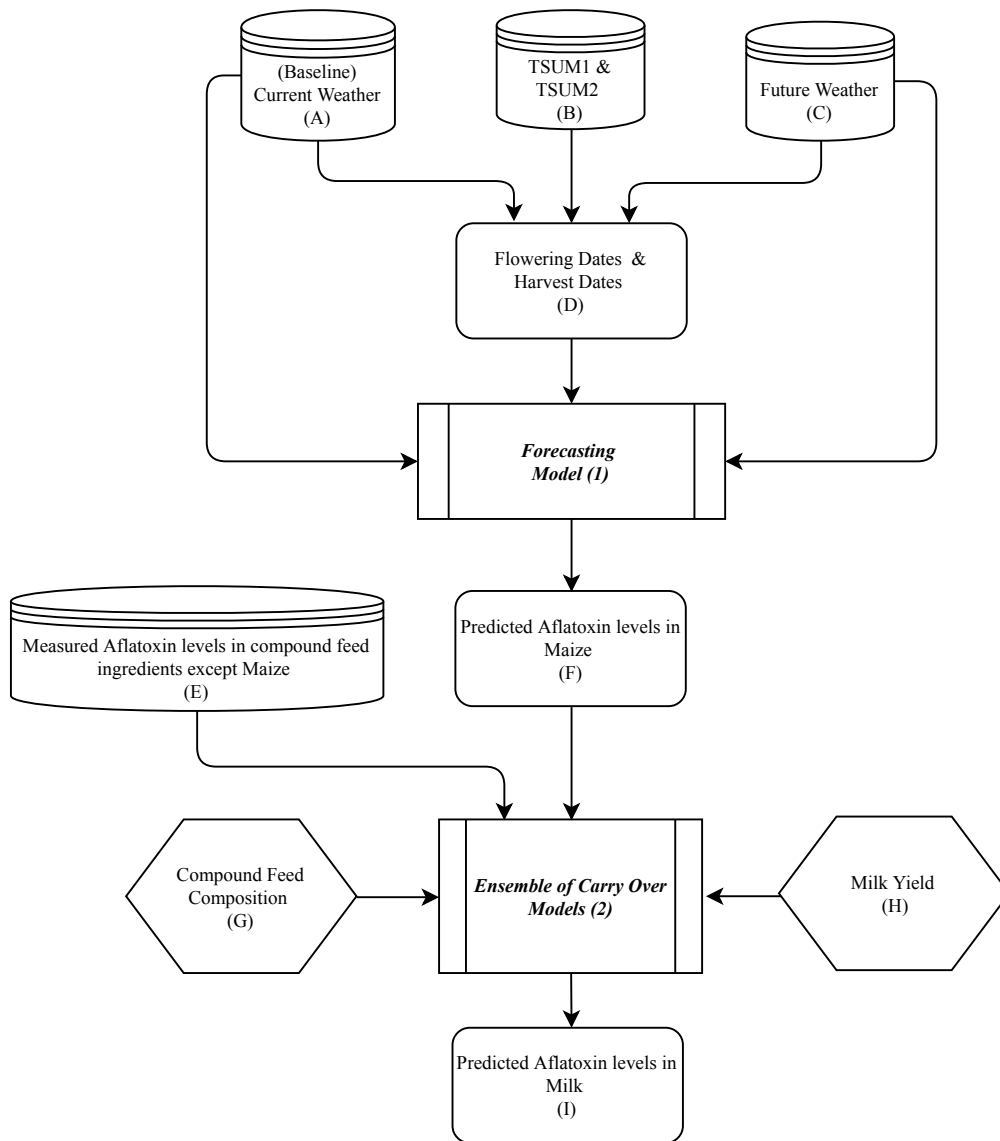 (Baseline)
Current Weather
(A)
TSUM1 &
TSUM2
(B)
Future Weather
(C)
Flowering Dates &
Harvest Dates
(D)
Forecasting
Model (1)
Measured Aflatoxin levels in compound feed
ingredients except Maize
(E)
Predicted Aflatoxin levels in
Maize
(F)
Compound Feed
Composition
(G)
Ensemble of Carry Over
Models (2)
Milk Yield
(H)
Predicted Aflatoxin levels in
Milk
(I)